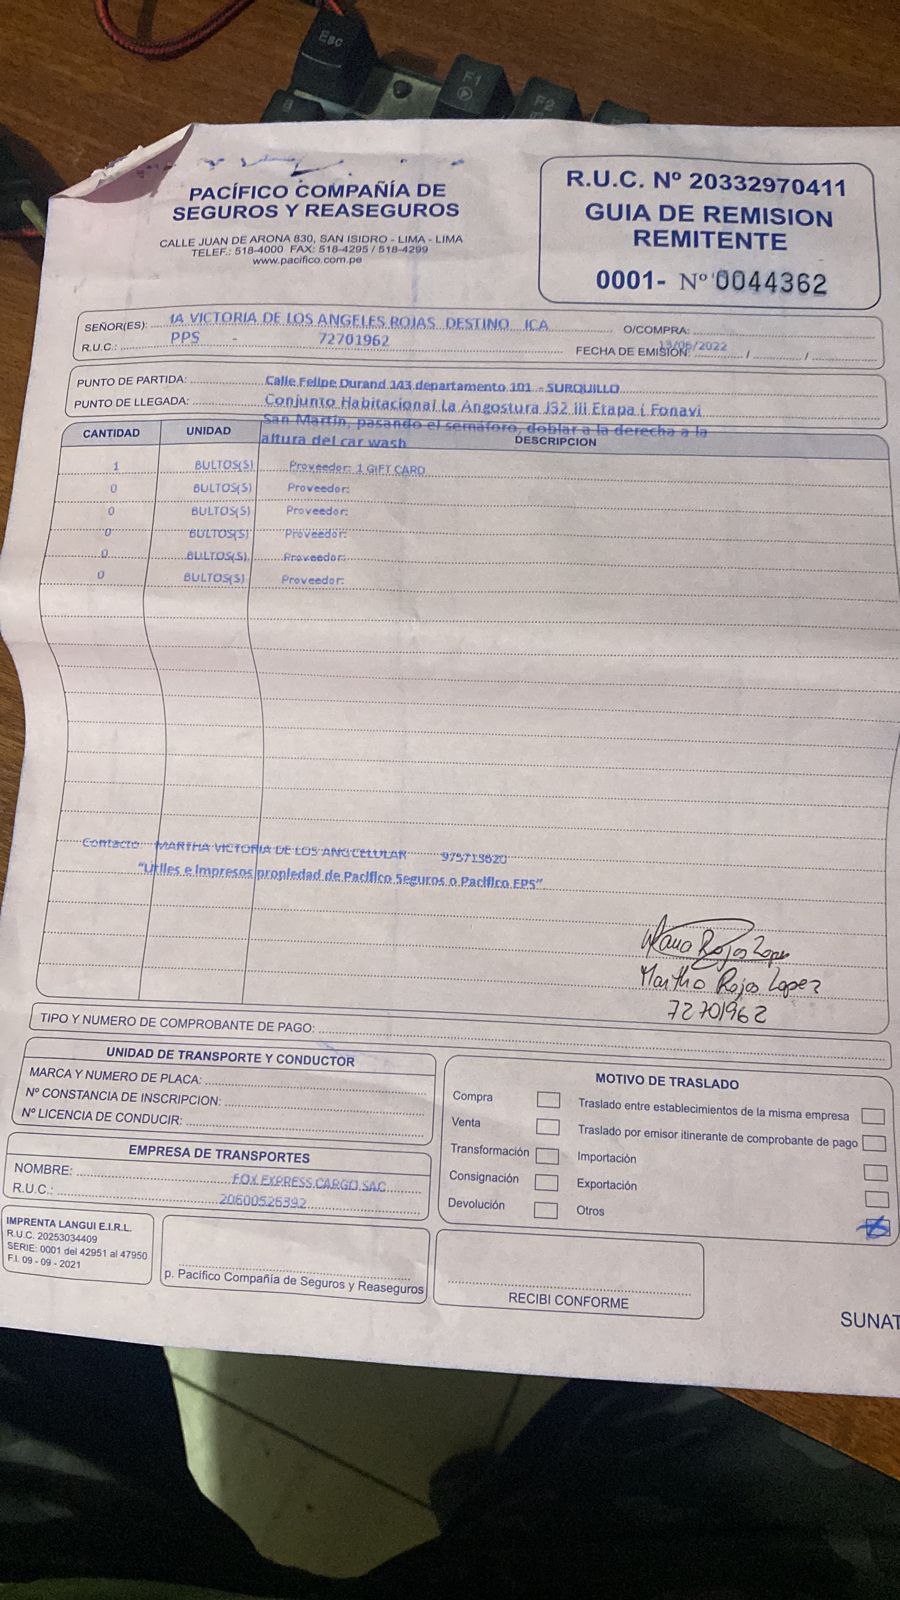 Esc
F1
F2
PACÍFICO COMPAÑÍA DE
SEGUROS Y REASEGUROS
CALLE JUAN DE ARONA 830, SAN ISIDRO - LIMA - LIMA
TELEF.: 518-4000 FAX: 518-4295 / 518-4299
www.pacifico.com.pe
R.U.C. Nº 20332970411
GUIA DE REMISION
REMITENTE
0001- Nº 0044362
SEÑOR(ES): IA VICTORIA DE LOS ANGELES ROJAS DESTINO ICA
O/COMPRA:
R.U.C.: PPS - 72701962
FECHA DE EMISIÓN: 13/06/2022 / /
PUNTO DE PARTIDA: Calle Felipe Durand 143 departamento 101 - SURQUILLO
PUNTO DE LLEGADA: Conjunto Habitacional La Angostura J32 III Etapa ( Fonavi
San Martin, pasando el semáforo, doblar a la derecha a la
altura del car wash
CANTIDAD UNIDAD DESCRIPCION
1 BULTOS(S) Proveedor: 1 GIFT CARD
0 BULTOS(S) Proveedor:
0 BULTOS(S) Proveedor:
0 BULTOS(S) Proveedor:
0 BULTOS(S) Proveedor:
0 BULTOS(S) Proveedor:
Contacto: MARTHA VICTORIA DE LOS ANGCELULAR 975713620
"Utiles e Impresos propiedad de Pacifico Seguros o Pacifico EPS"
Rojas Lopez
Martha Rojas Lopez
72701962
TIPO Y NUMERO DE COMPROBANTE DE PAGO:
UNIDAD DE TRANSPORTE Y CONDUCTOR
MARCA Y NUMERO DE PLACA:
Nº CONSTANCIA DE INSCRIPCION:
Nº LICENCIA DE CONDUCIR:
EMPRESA DE TRANSPORTES
NOMBRE: FOX EXPRESS CARGO SAC
R.U.C.: 20600526392
MOTIVO DE TRASLADO
Compra
Venta
Transformación
Consignación
Devolución
Traslado entre establecimientos de la misma empresa
Traslado por emisor itinerante de comprobante de pago
Importación
Exportación
Otros
IMPRENTA LANGUI E.I.R.L.
R.U.C. 20253034409
SERIE: 0001 del 42951 al 47950
F.I. 09 - 09 - 2021
p. Pacífico Compañía de Seguros y Reaseguros
RECIBI CONFORME
SUNAT